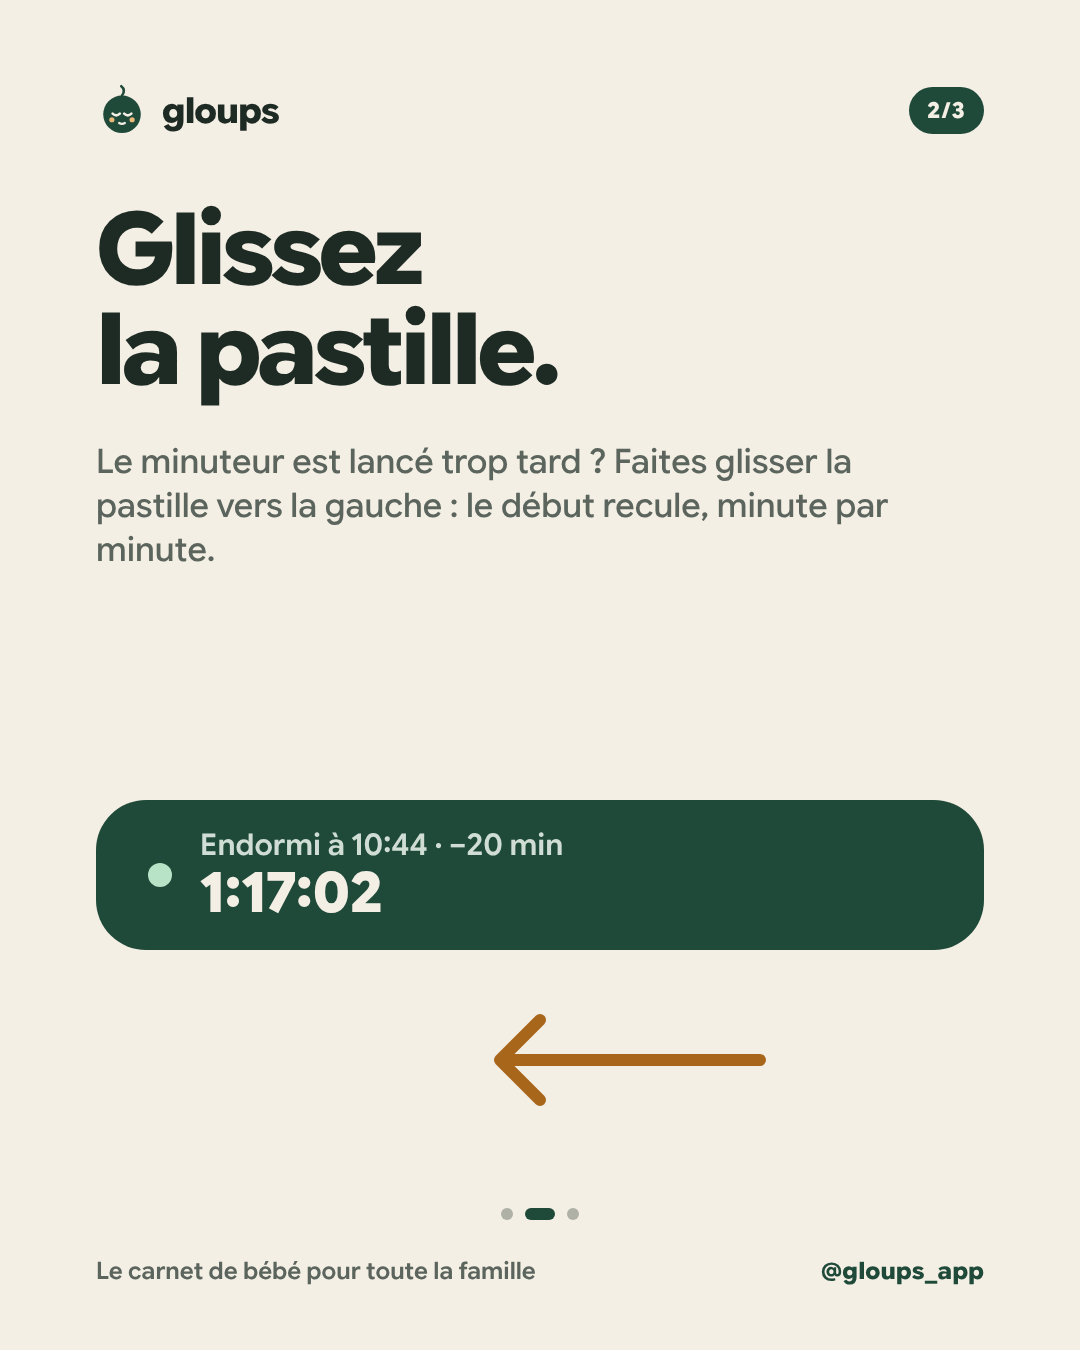 gloups
2/3
Glissez
la pastille.
Le minuteur est lancé trop tard ? Faites glisser la
pastille vers la gauche : le début recule, minute par
minute.
Endormi à 10:44 · −20 min
1:17:02
Le carnet de bébé pour toute la famille
@gloups_app